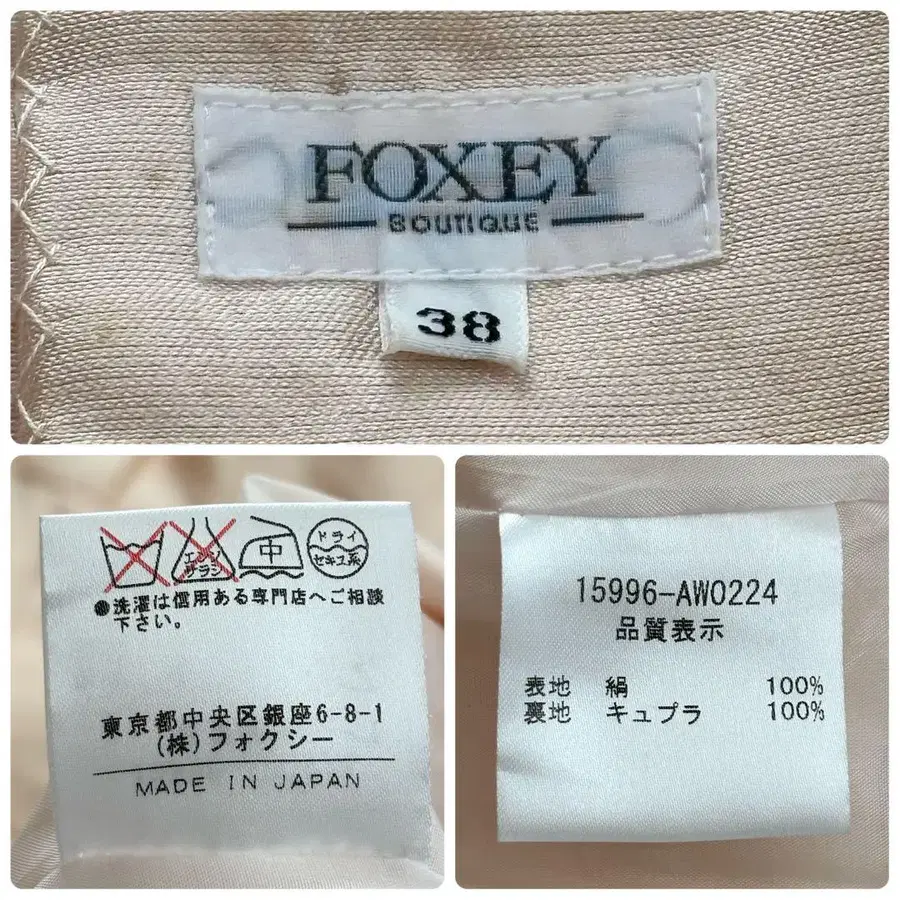 FOXEY
BOUTIQUE
38
エンソ
サラシ
中
ドライ
セキユ系
●洗濯は信用ある専門店へご相談
下さい。
東京都中央区銀座6-8-1
(株)フォクシー
MADE IN JAPAN
15996-AW0224
品質表示
表地 絹 100%
裏地 キュプラ 100%